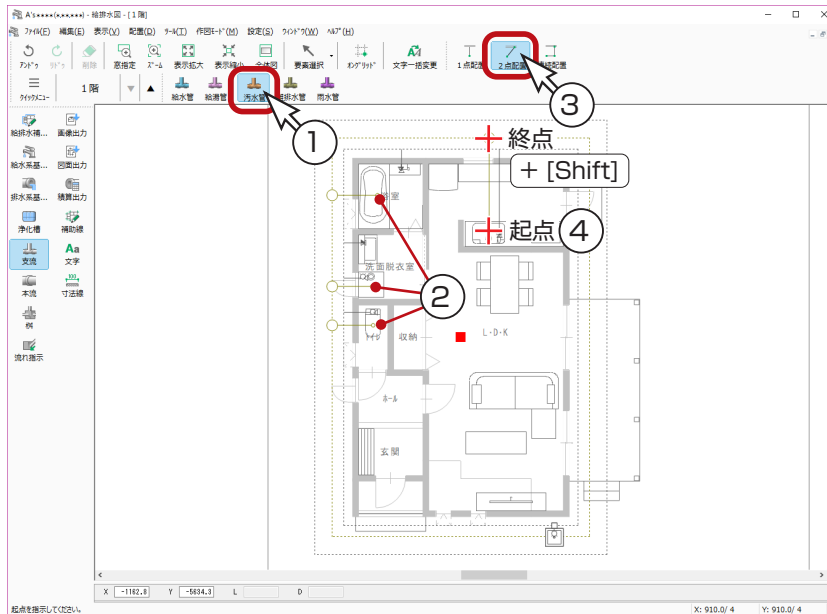 A's****(*.**.**) - 給排水図 - [1階]
ファイル(F) 編集(E) 表示(V) 配置(D) ツール(T) 作図モード(M) 設定(S) ウィンドウ(W) ヘルプ(H)
アンドゥ リドゥ 削除 窓指定 ズーム 表示拡大 表示縮小 全体図 要素選択 オングリッド 文字一括変更 1点配置 2点配置 連続配置
クイックメニュー 1 階 給水管 給湯管 汚水管 雑排水管 雨水管
給排水補... 画像出力
給水系基... 図面出力
排水系基... 積算出力
浄化槽 補助線
支流 文字
本流 寸法線
桝
流れ指示
① ③
終点
+ [Shift]
起点 ④
浴室
洗面脱衣室
②
トイレ 収納 L・D・K
ホール
玄関
X -1162.8 Y -5634.3 L D
起点を指示してください。 X: 910.0/ 4 Y: 910.0/ 4